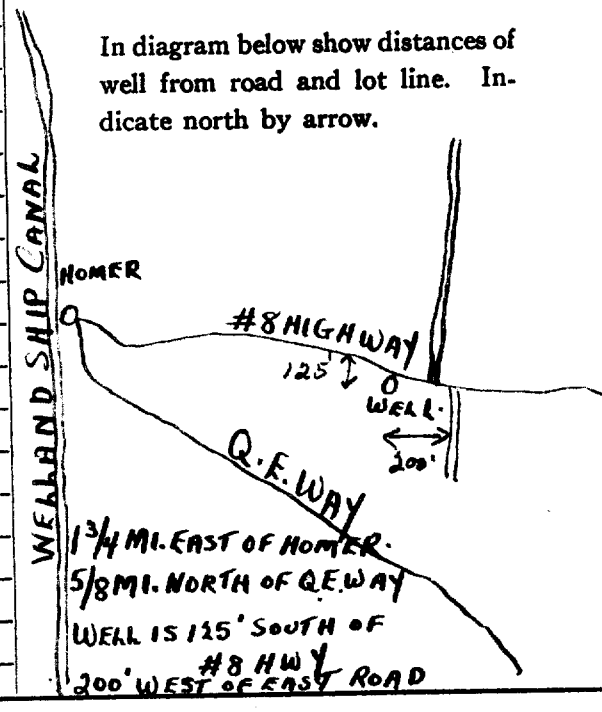 In diagram below show distances of
well from road and lot line. In-
dicate north by arrow.
WELLAND SHIP CANAL
HOMER
#8 HIGHWAY
125'
WELL.
200'
Q.E. WAY
1 3/4 MI. EAST OF HOMER.
5/8 MI. NORTH OF Q.E. WAY
WELL IS 125' SOUTH OF
#8 HWY
200' WEST OF EAST ROAD